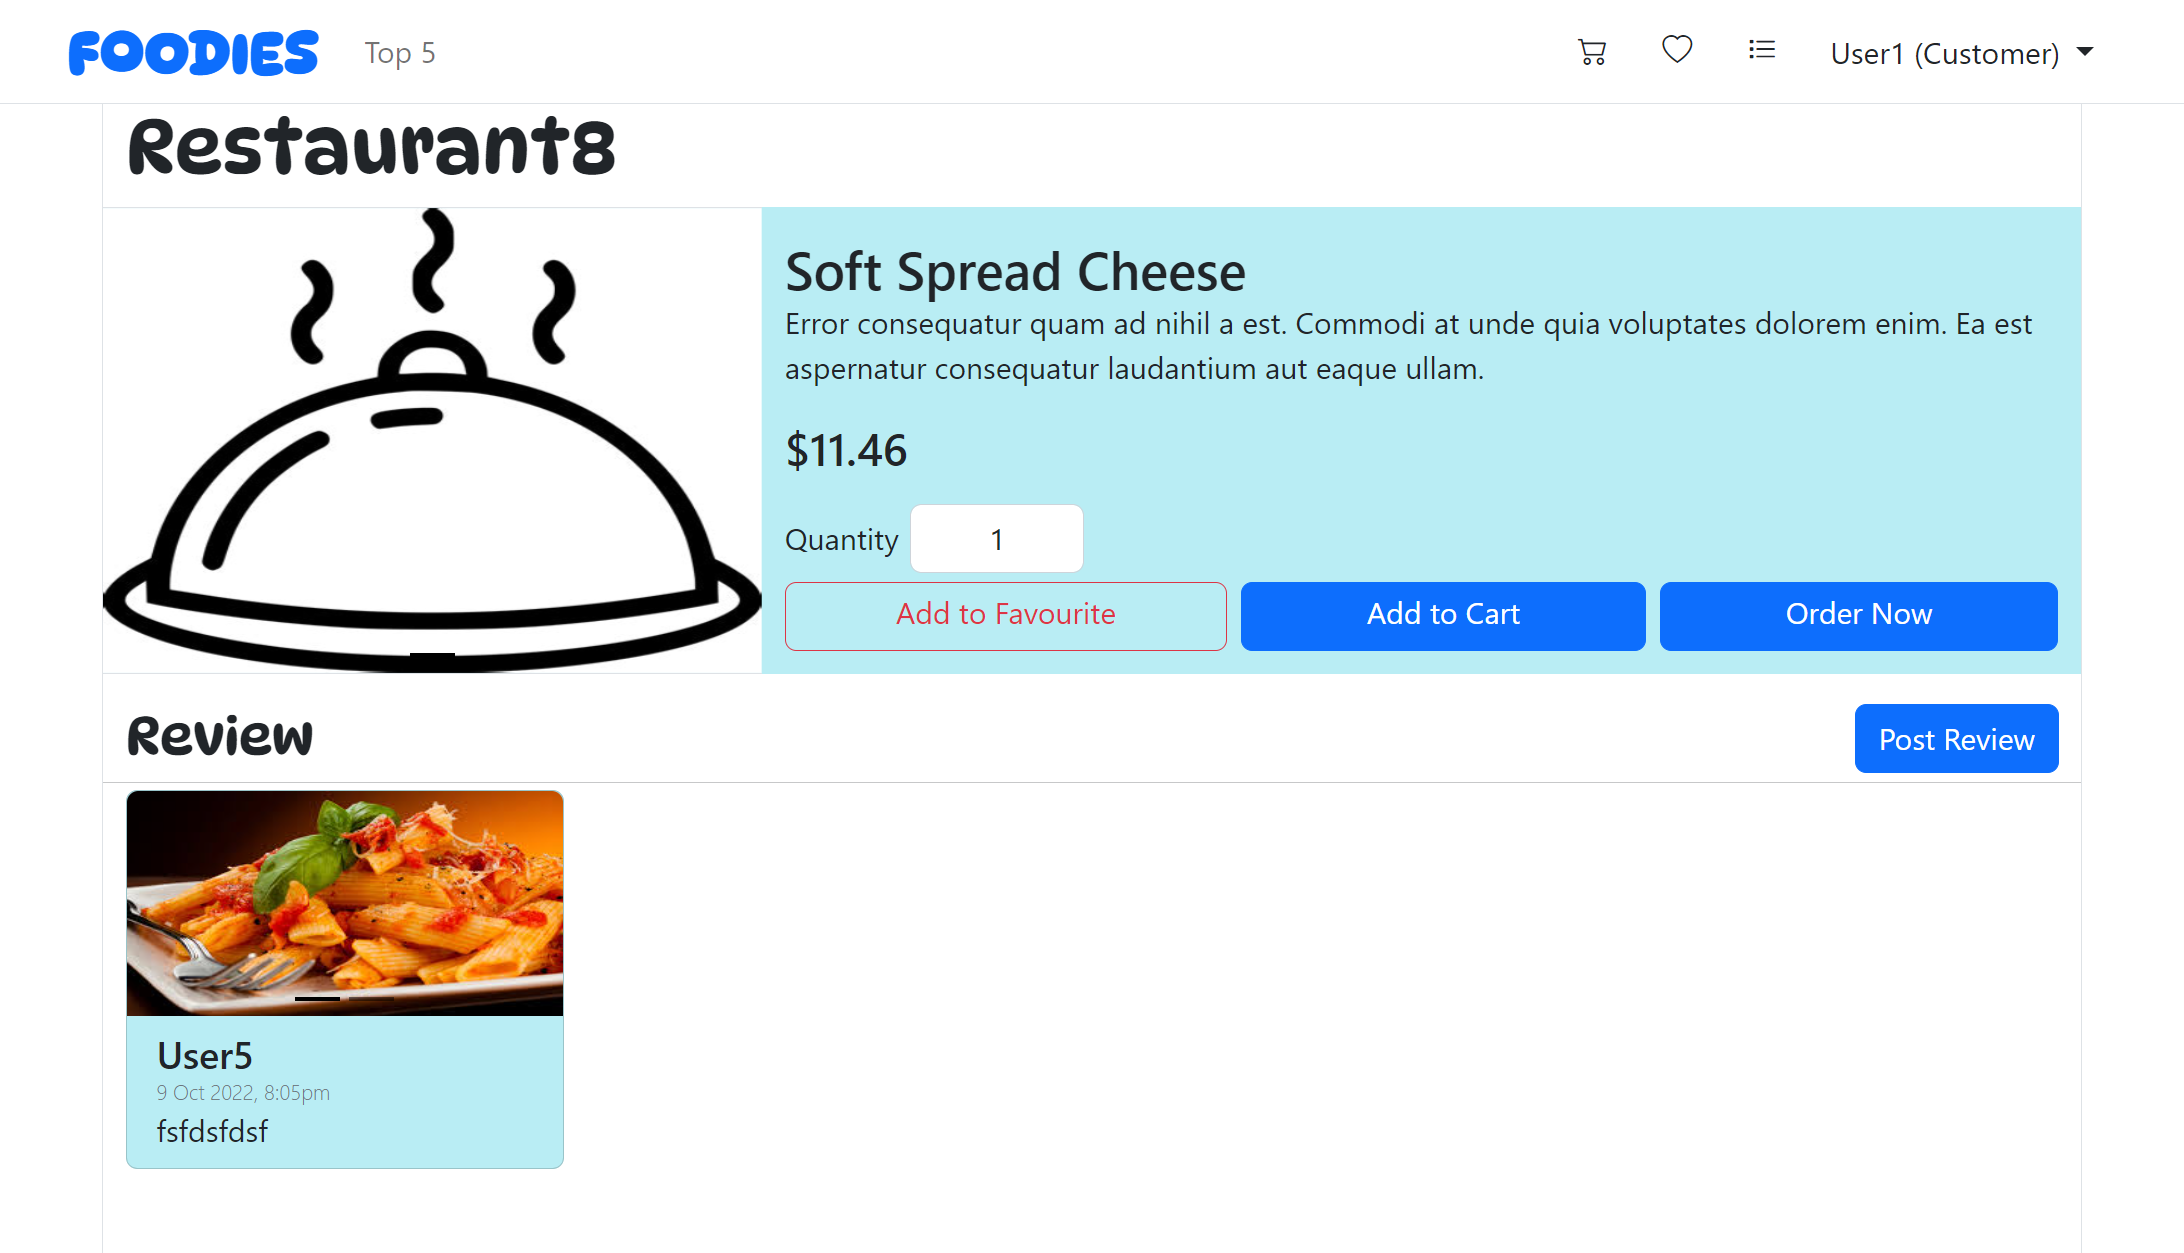 FOODIES
Top 5
User1 (Customer)
Restaurant8
Soft Spread Cheese
Error consequatur quam ad nihil a est. Commodi at unde quia voluptates dolorem enim. Ea est
aspernatur consequatur laudantium aut eaque ullam.
$11.46
Quantity 1
Add to Favourite
Add to Cart
Order Now
Review
Post Review
User5
9 Oct 2022, 8:05pm
fsfdsfdsf